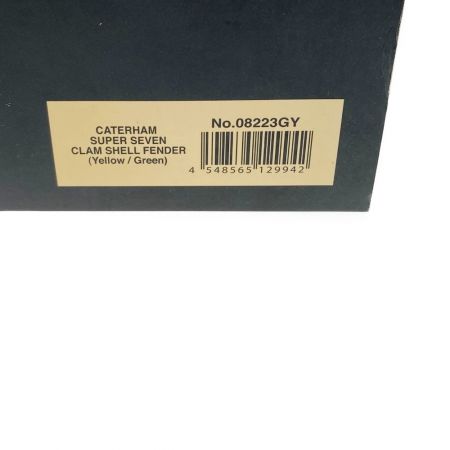 CATERHAM
SUPER SEVEN
CLAM SHELL FENDER
(Yellow / Green)
No.08223GY
4 548565 129942